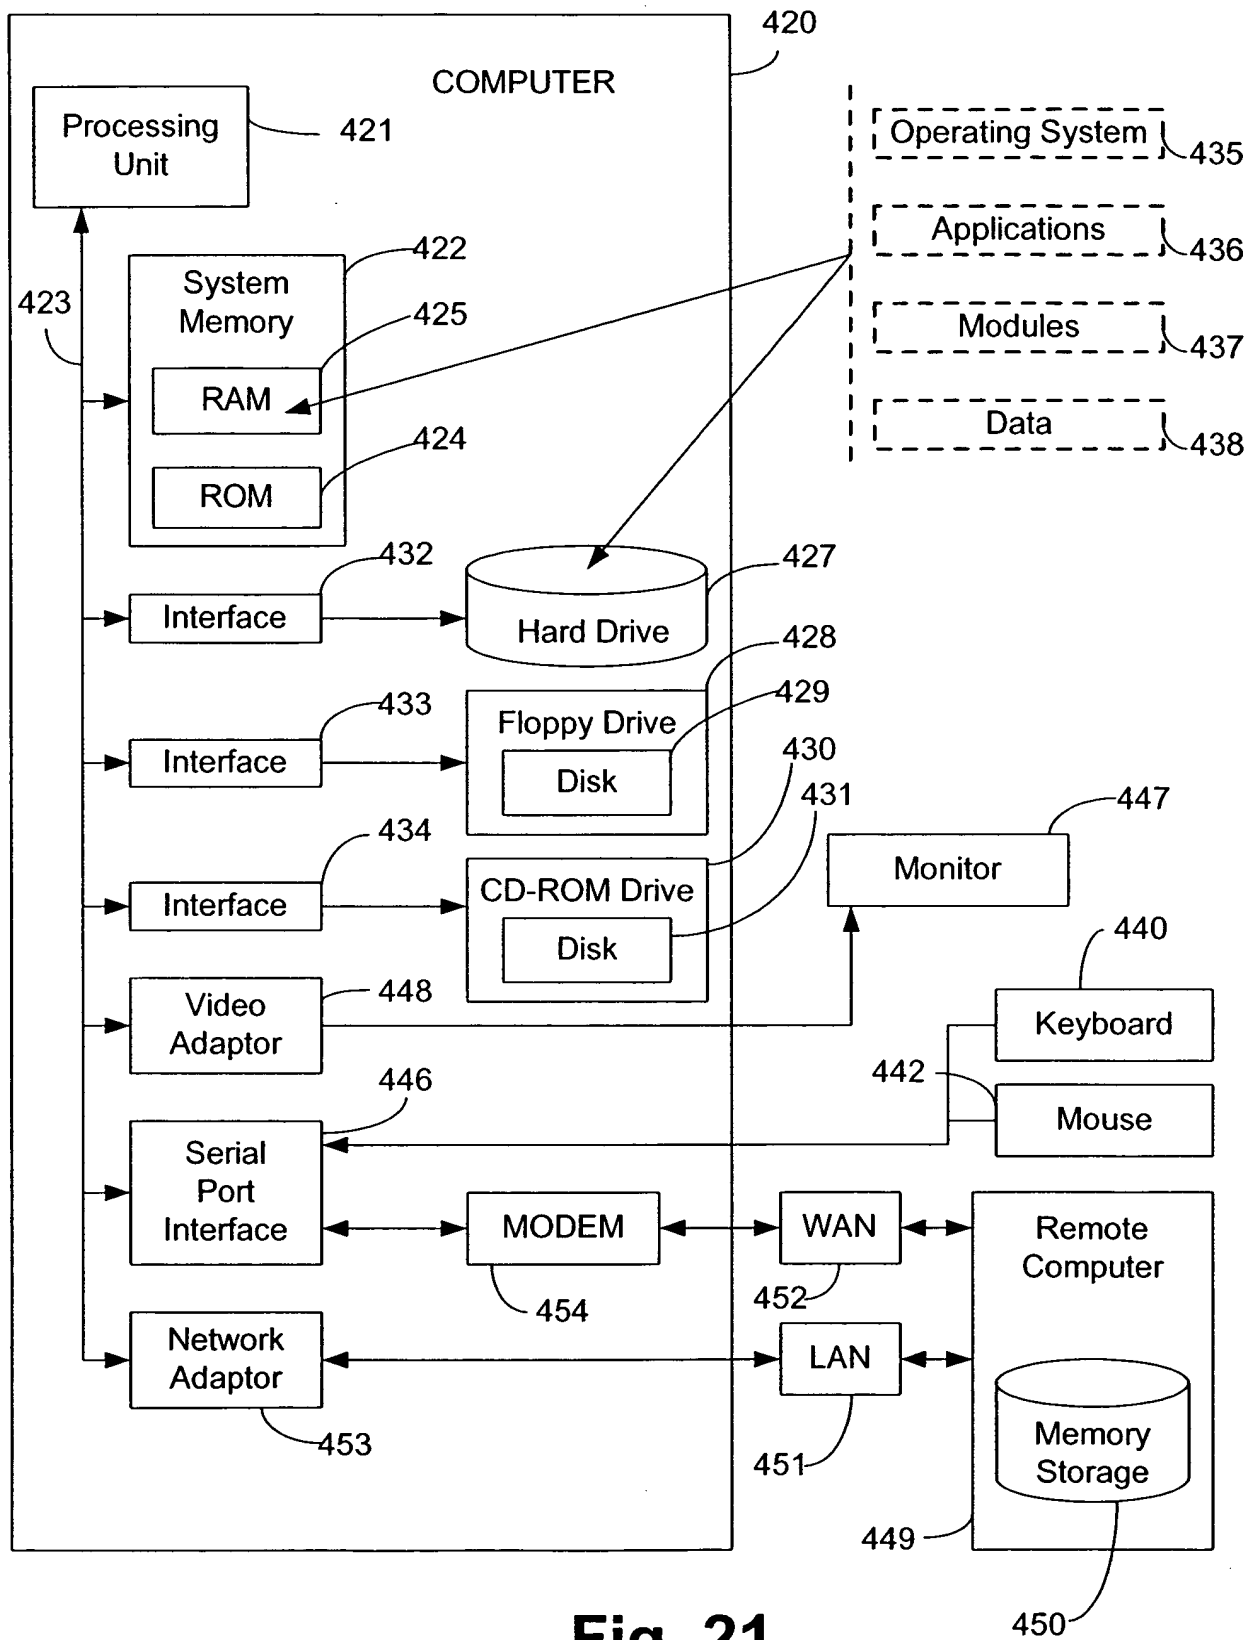 420
COMPUTER
Processing
Unit
421
Operating System
435
Applications
436
Modules
437
Data
438
422
System
Memory
423
425
RAM
424
ROM
432
Interface
427
Hard Drive
428
433
429
Interface
Floppy Drive
430
Disk
431
434
Interface
CD-ROM Drive
Disk
447
Monitor
440
Keyboard
448
Video
Adaptor
442
Mouse
446
Serial
Port
Interface
MODEM
454
WAN
452
Remote
Computer
Network
Adaptor
453
LAN
451
Memory
Storage
449
450
Fig. 21